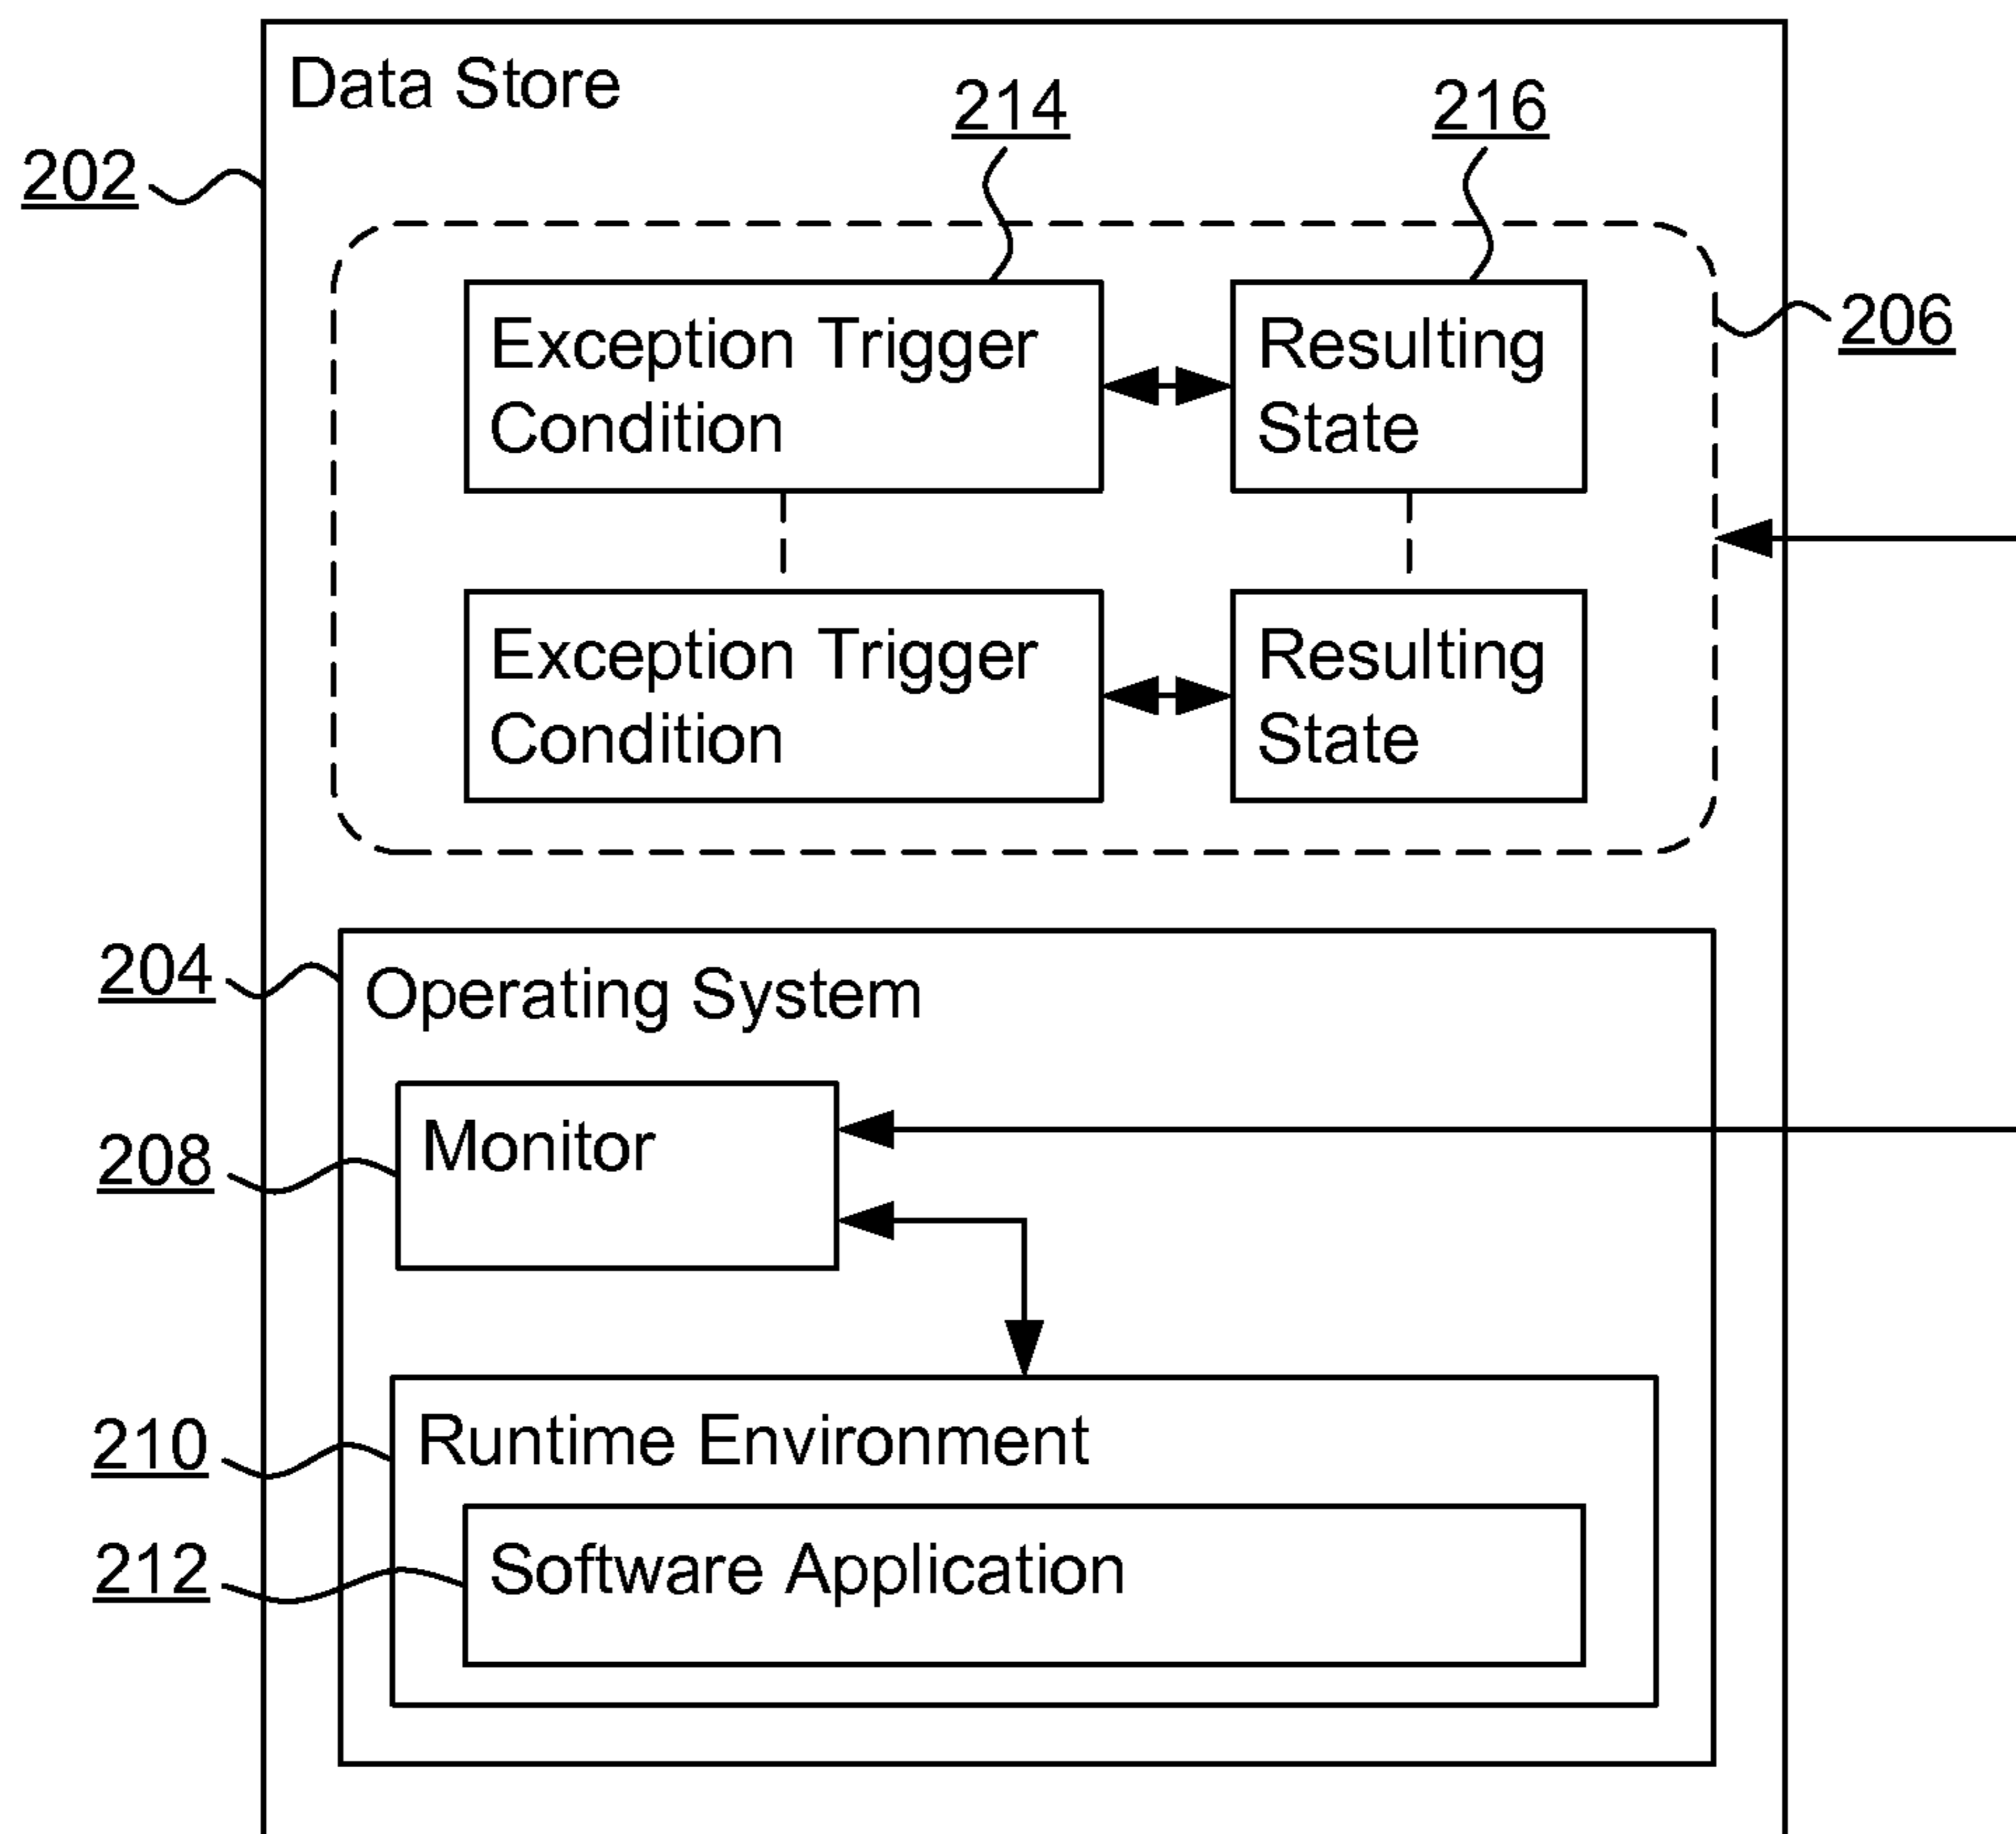 Data Store
214
216
202
Exception Trigger
Condition
Resulting
State
206
Exception Trigger
Condition
Resulting
State
204
Operating System
208
Monitor
210
Runtime Environment
212
Software Application